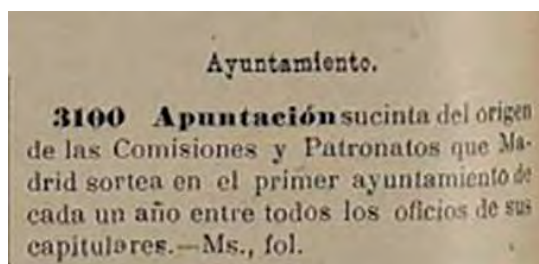 Ayuntamiento.
3100 Apuntación sucinta del origen
de las Comisiones y Patronatos que Ma-
drid sortea en el primer ayuntamiento de
cada un año entre todos los oficios de sus
capitulares.—Ms., fol.